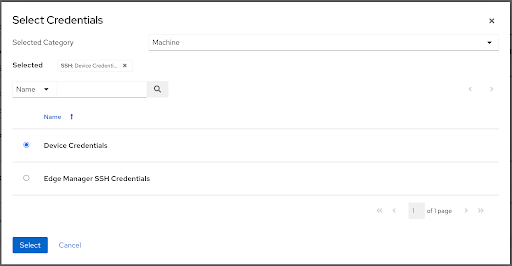 Select Credentials
Selected Category
Machine
Selected
SSH: Device Credenti...
Name
Name
Device Credentials
Edge Manager SSH Credentials
1 of 1 page
Select
Cancel